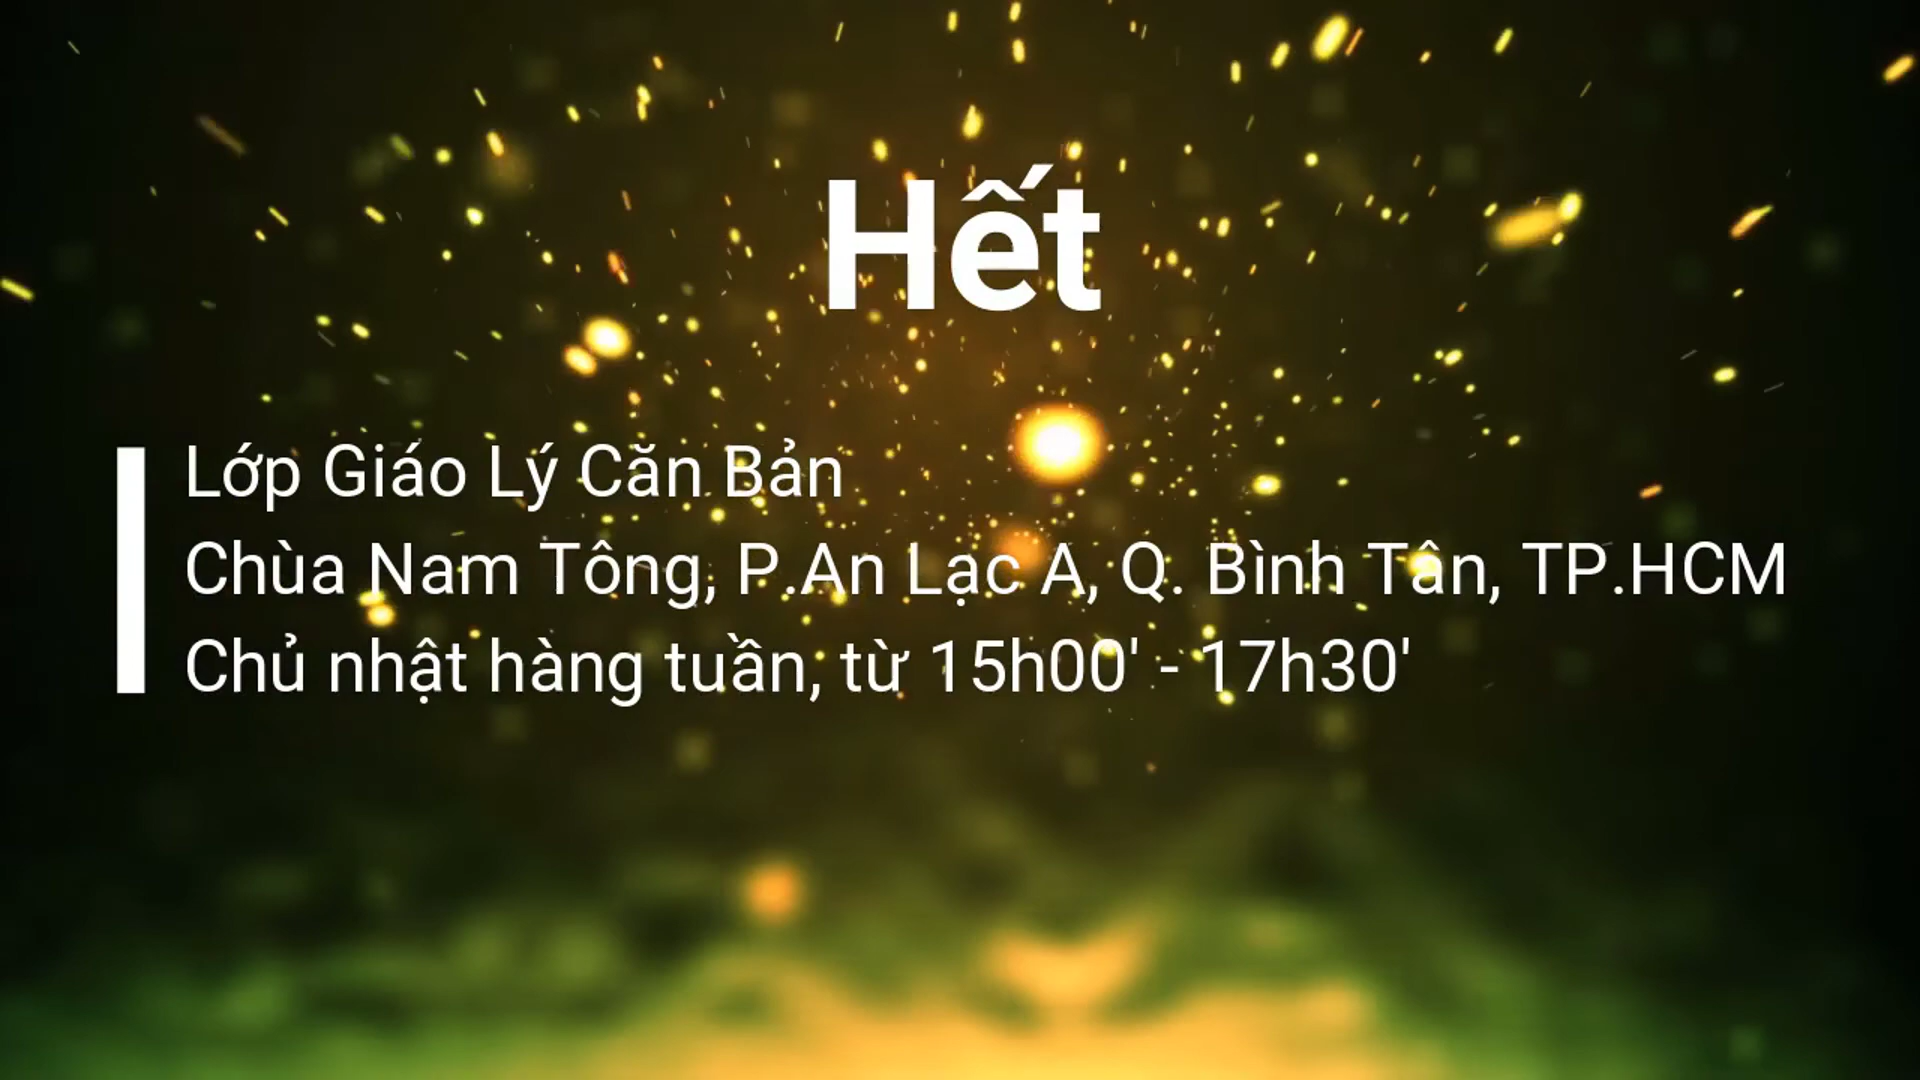 Hết
Lớp Giáo Lý Căn Bản
Chùa Nam Tông, P.An Lạc A, Q. Bình Tân, TP.HCM
Chủ nhật hàng tuần, từ 15h00' - 17h30'